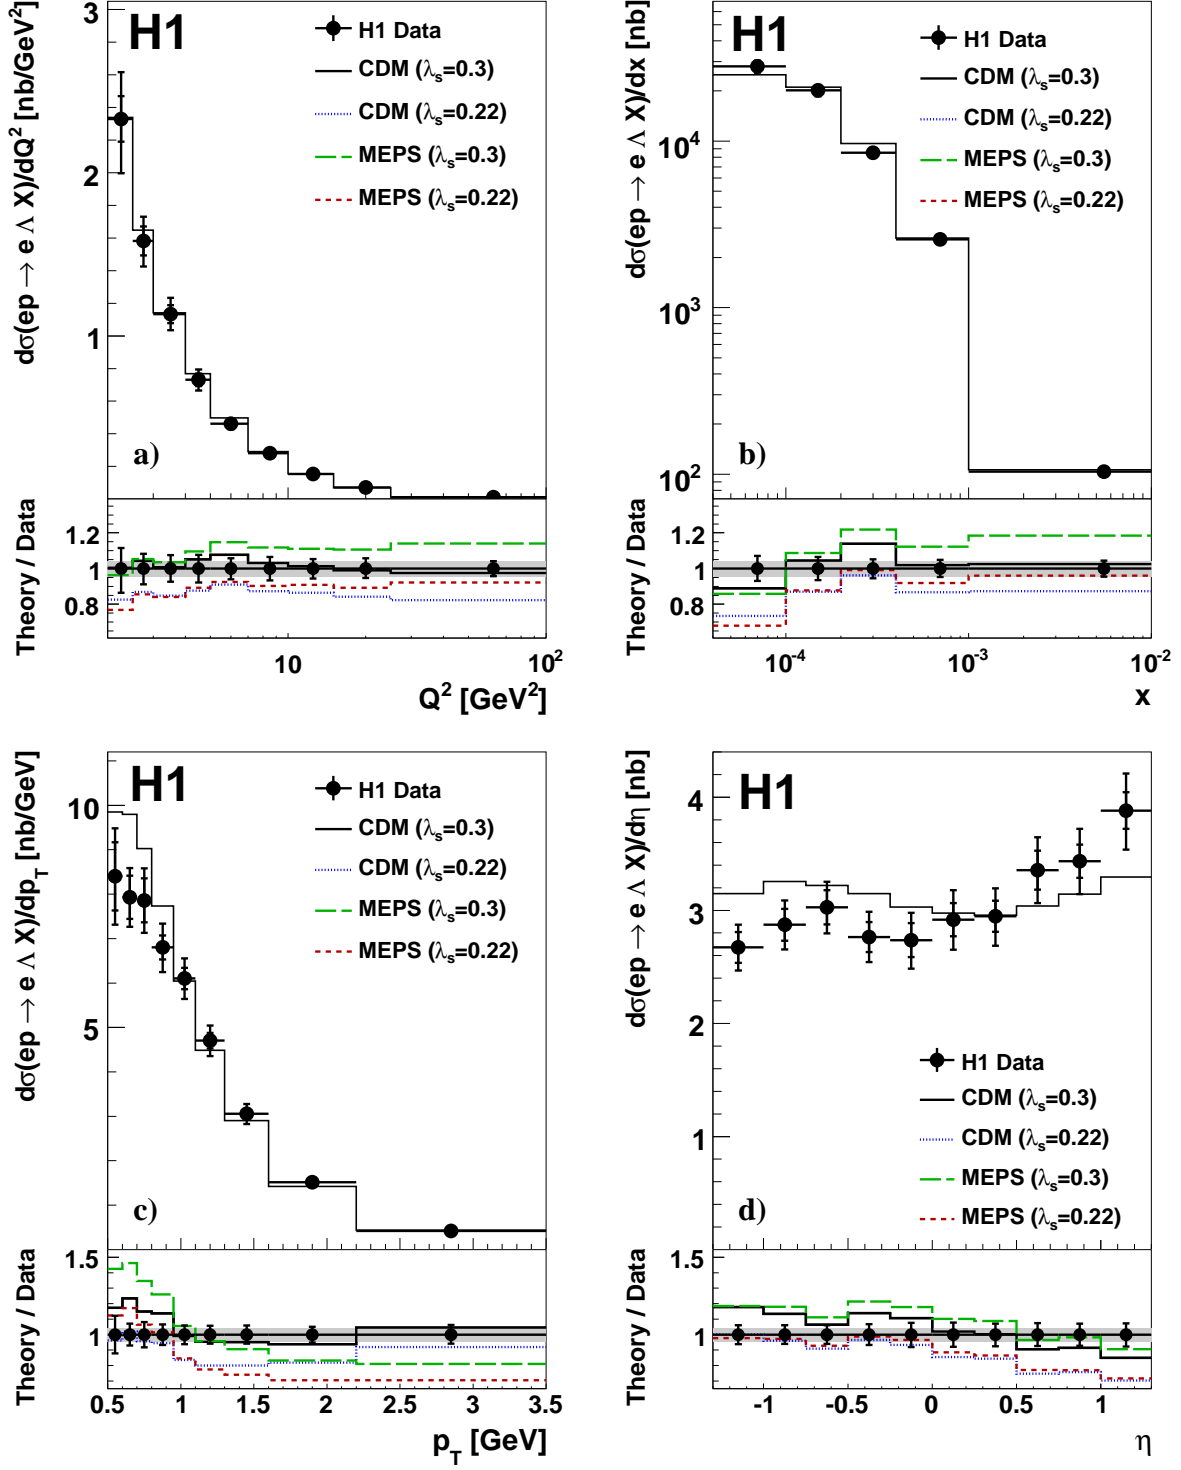 H1
H1 Data
CDM (λs=0.3)
CDM (λs=0.22)
MEPS (λs=0.3)
MEPS (λs=0.22)
dσ(ep → e Λ X)/dQ² [nb/GeV²]
3
2
1
a)
Theory / Data
1.2
1
0.8
10
10²
Q² [GeV²]
H1
H1 Data
CDM (λs=0.3)
CDM (λs=0.22)
MEPS (λs=0.3)
MEPS (λs=0.22)
dσ(ep → e Λ X)/dx [nb]
10⁴
10³
10²
b)
Theory / Data
1.2
1
0.8
10⁻⁴
10⁻³
10⁻²
x
H1
H1 Data
CDM (λs=0.3)
CDM (λs=0.22)
MEPS (λs=0.3)
MEPS (λs=0.22)
dσ(ep → e Λ X)/dpT [nb/GeV]
10
5
c)
Theory / Data
1.5
1
0.5 1 1.5 2 2.5 3 3.5
pT [GeV]
H1
dσ(ep → e Λ X)/dη [nb]
4
3
2
1
H1 Data
CDM (λs=0.3)
CDM (λs=0.22)
MEPS (λs=0.3)
MEPS (λs=0.22)
d)
Theory / Data
1.5
1
-1 -0.5 0 0.5 1
η